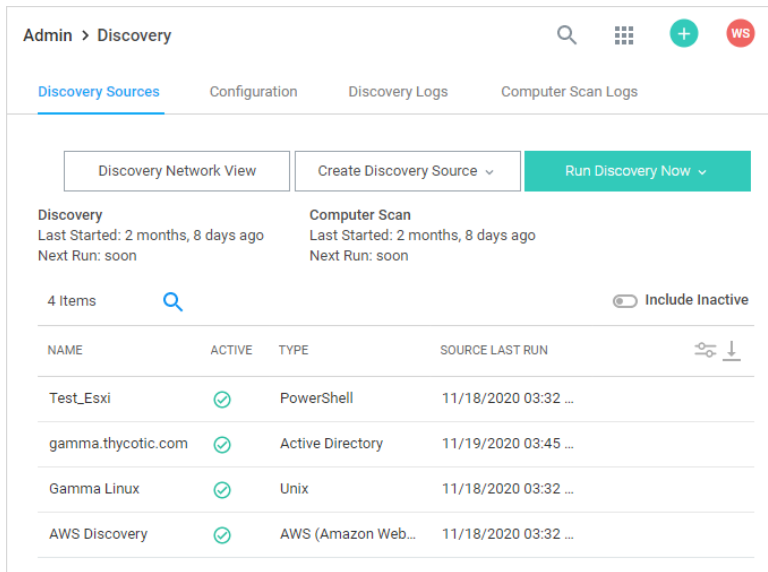 Admin > Discovery
WS
Discovery Sources Configuration Discovery Logs Computer Scan Logs
Discovery Network View Create Discovery Source Run Discovery Now
Discovery Computer Scan
Last Started: 2 months, 8 days ago Last Started: 2 months, 8 days ago
Next Run: soon Next Run: soon
4 Items Include Inactive
NAME ACTIVE TYPE SOURCE LAST RUN
Test_Esxi PowerShell 11/18/2020 03:32 ...
gamma.thycotic.com Active Directory 11/19/2020 03:45 ...
Gamma Linux Unix 11/18/2020 03:32 ...
AWS Discovery AWS (Amazon Web... 11/18/2020 03:32 ...